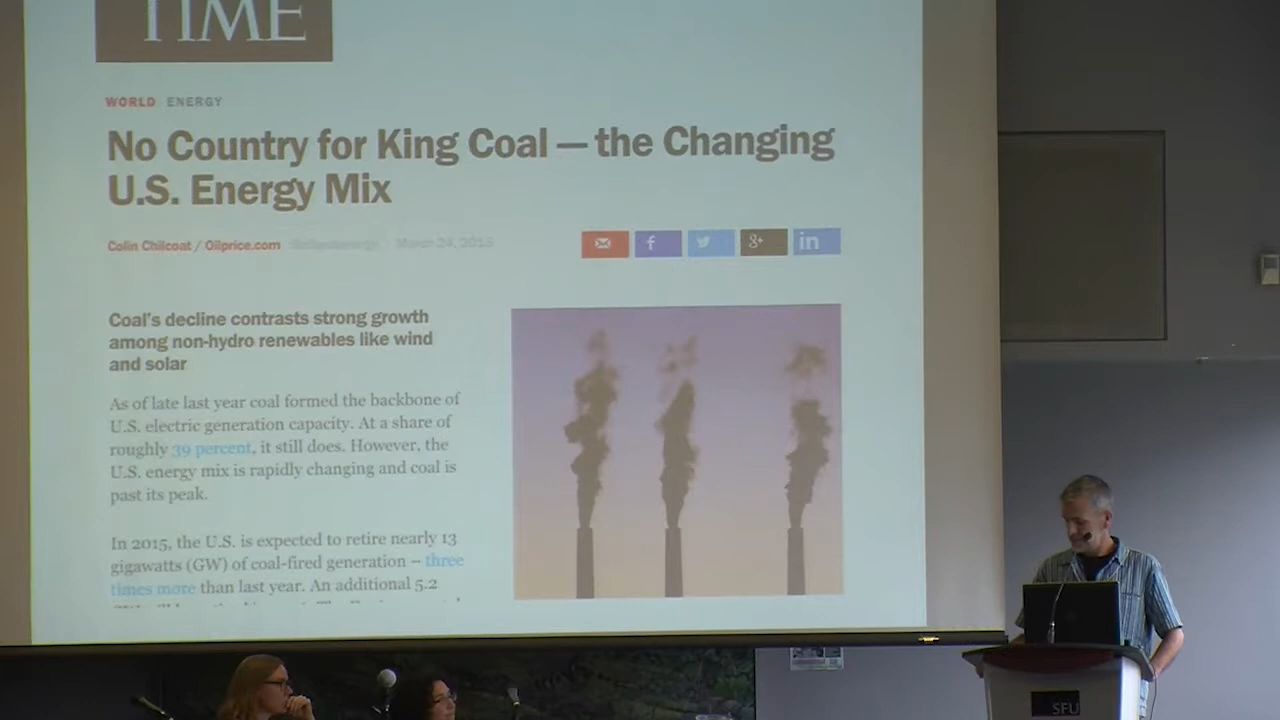 TIME
WORLD ENERGY
No Country for King Coal — the Changing
U.S. Energy Mix
Colin Chilcoat / Oilprice.com March 24, 2015
f
g+
in
Coal's decline contrasts strong growth
among non-hydro renewables like wind
and solar
As of late last year coal formed the backbone of
U.S. electric generation capacity. At a share of
roughly 39 percent, it still does. However, the
U.S. energy mix is rapidly changing and coal is
past its peak.
In 2015, the U.S. is expected to retire nearly 13
gigawatts (GW) of coal-fired generation – three
times more than last year. An additional 5.2
SFU